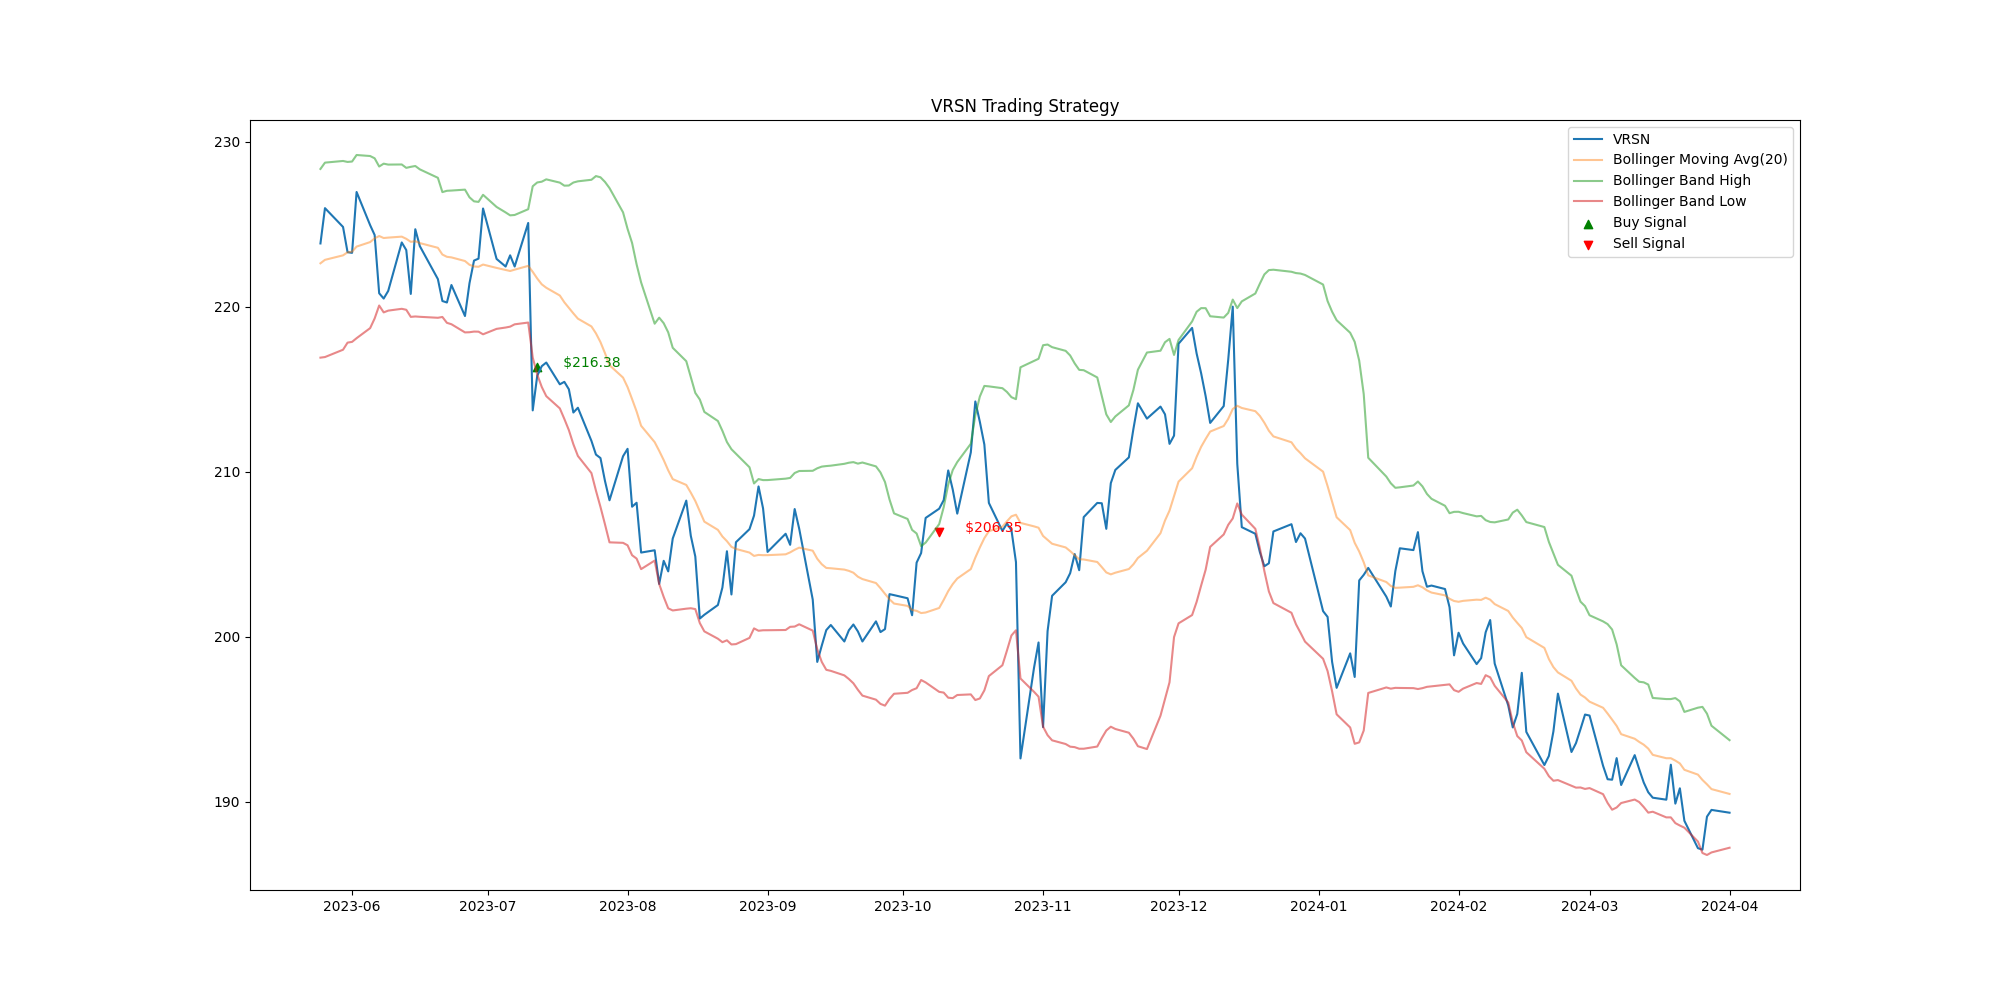 VRSN Trading Strategy
230
220
210
200
190
VRSN
Bollinger Moving Avg(20)
Bollinger Band High
Bollinger Band Low
Buy Signal
Sell Signal
$216.38
$206.35
2023-06 2023-07 2023-08 2023-09 2023-10 2023-11 2023-12 2024-01 2024-02 2024-03 2024-04